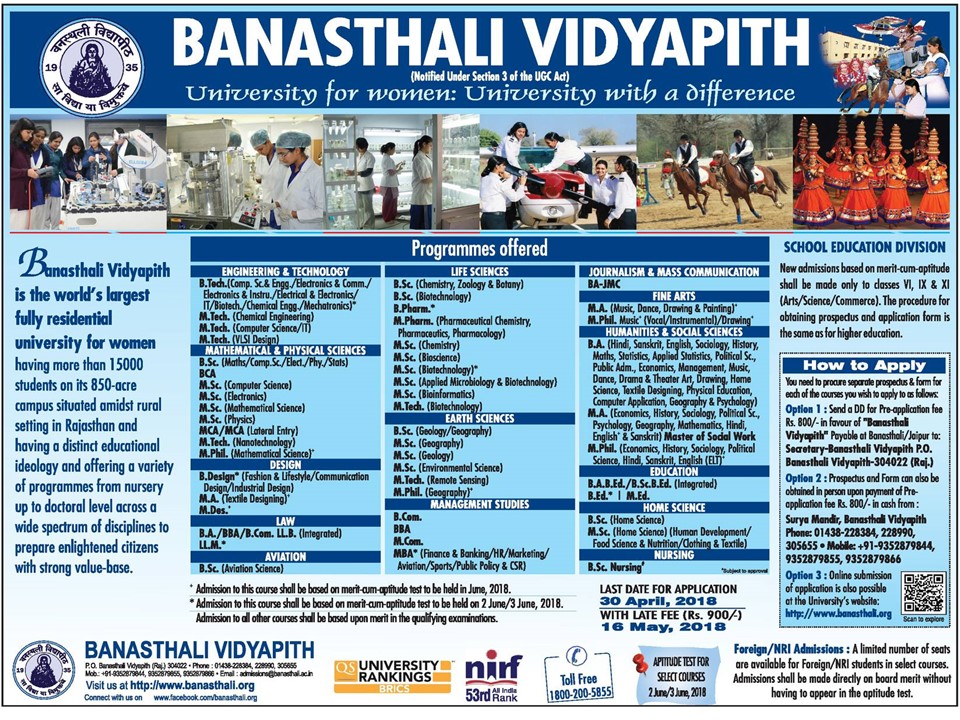 वनस्थली विद्यापीठ
1935
सा विद्या या विमुक्तये
BANASTHALI VIDYAPITH
(Notified Under Section 3 of the UGC Act)
University for women: University with a difference
Banasthali Vidyapith
is the world's largest
fully residential
university for women
having more than 15000
students on its 850-acre
campus situated amidst rural
setting in Rajasthan and
having a distinct educational
ideology and offering a variety
of programmes from nursery
up to doctoral level across a
wide spectrum of disciplines to
prepare enlightened citizens
with strong value-base.
Programmes offered
ENGINEERING & TECHNOLOGY
B.Tech.(Comp. Sc.& Engg./Electronics & Comm./
Electronics & Instru./Electrical & Electronics/
IT/Biotech./Chemical Engg./Mechatronics)*
M.Tech. (Chemical Engineering)
M.Tech. (Computer Science/IT)
M.Tech. (VLSI Design)
MATHEMATICAL & PHYSICAL SCIENCES
B.Sc. (Maths/Comp.Sc./Elect./Phy./Stats)
BCA
M.Sc. (Computer Science)
M.Sc. (Electronics)
M.Sc. (Mathematical Science)
M.Sc. (Physics)
MCA/MCA (Lateral Entry)
M.Tech. (Nanotechnology)
M.Phil. (Mathematical Science)+
DESIGN
B.Design* (Fashion & Lifestyle/Communication
Design/Industrial Design)
M.A. (Textile Designing)+
M.Des.+
LAW
B.A./BBA/B.Com. LL.B. (Integrated)
LL.M.+
AVIATION
B.Sc. (Aviation Science)
LIFE SCIENCES
B.Sc. (Chemistry, Zoology & Botany)
B.Sc. (Biotechnology)
B.Pharm.*
M.Pharm. (Pharmaceutical Chemistry,
Pharmaceutics, Pharmacology)
M.Sc. (Chemistry)
M.Sc. (Bioscience)
M.Sc. (Biotechnology)*
M.Sc. (Applied Microbiology & Biotechnology)
M.Sc. (Bioinformatics)
M.Tech. (Biotechnology)
EARTH SCIENCES
B.Sc. (Geology/Geography)
M.Sc. (Geography)
M.Sc. (Geology)
M.Sc. (Environmental Science)
M.Tech. (Remote Sensing)
M.Phil. (Geography)+
MANAGEMENT STUDIES
B.Com.
BBA
M.Com.
MBA* (Finance & Banking/HR/Marketing/
Aviation/Sports/Public Policy & CSR)
JOURNALISM & MASS COMMUNICATION
BA-JMC
FINE ARTS
M.A. (Music, Dance, Drawing & Painting)+
M.Phil. Music+ (Vocal/Instrumental)/Drawing+
HUMANITIES & SOCIAL SCIENCES
B.A. (Hindi, Sanskrit, English, Sociology, History,
Maths, Statistics, Applied Statistics, Political Sc.,
Public Adm., Economics, Management, Music,
Dance, Drama & Theater Art, Drawing, Home
Science, Textile Designing, Physical Education,
Computer Application, Geography & Psychology)
M.A. (Economics, History, Sociology, Political Sc.,
Psychology, Geography, Mathematics, Hindi,
English+ & Sanskrit) Master of Social Work
M.Phil. (Economics, History, Sociology, Political
Science, Hindi, Sanskrit, English (ELT)+
EDUCATION
B.A.B.Ed./B.Sc.B.Ed. (Integrated)
B.Ed.* | M.Ed.
HOME SCIENCE
B.Sc. (Home Science)
M.Sc. (Home Science) (Human Development/
Food Science & Nutrition/Clothing & Textile)
NURSING
B.Sc. Nursing#
#Subject to approval
SCHOOL EDUCATION DIVISION
New admissions based on merit-cum-aptitude
shall be made only to classes VI, IX & XI
(Arts/Science/Commerce). The procedure for
obtaining prospectus and application form is
the same as for higher education.
How to Apply
You need to procure separate prospectus & form for
each of the courses you wish to apply to as follows:
Option 1 : Send a DD for Pre-application fee
Rs. 800/- in favour of "Banasthali
Vidyapith" Payable at Banasthali/Jaipur to:
Secretary-Banasthali Vidyapith P.O.
Banasthali Vidyapith-304022 (Raj.)
Option 2 : Prospectus and Form can also be
obtained in person upon payment of Pre-
application fee Rs. 800/- in cash from :
Surya Mandir, Banasthali Vidyapith
Phone: 01438-228384, 228990,
305655 • Mobile: +91-9352879844,
9352879855, 9352879866
Option 3 : Online submission
of application is also possible
at the University's website:
http://www.banasthali.org
Scan to explore
+ Admission to this course shall be based on merit-cum-aptitude test to be held in June, 2018.
* Admission to this course shall be based on merit-cum-aptitude test to be held on 2 June/3 June, 2018.
Admission to all other courses shall be based upon merit in the qualifying examinations.
LAST DATE FOR APPLICATION
30 April, 2018
WITH LATE FEE (Rs. 900/-)
16 May, 2018
BANASTHALI VIDYAPITH
P.O. Banasthali Vidyapith (Raj.) 304022 • Phone : 01438-228384, 228990, 305655
Mob.: +91-9352879844, 9352879855, 9352879866 • Email : admissions@banasthali.ac.in
Visit us at http://www.banasthali.org
Connect with us on www.facebook.com/banasthali.org
QS UNIVERSITY
RANKINGS
BRICS
nirf
53rd All India Rank
Toll Free
1800-200-5855
APTITUDE TEST FOR
SELECT COURSES
2 June/3 June, 2018
Foreign/NRI Admissions : A limited number of seats
are available for Foreign/NRI students in select courses.
Admissions shall be made directly on board merit without
having to appear in the aptitude test.